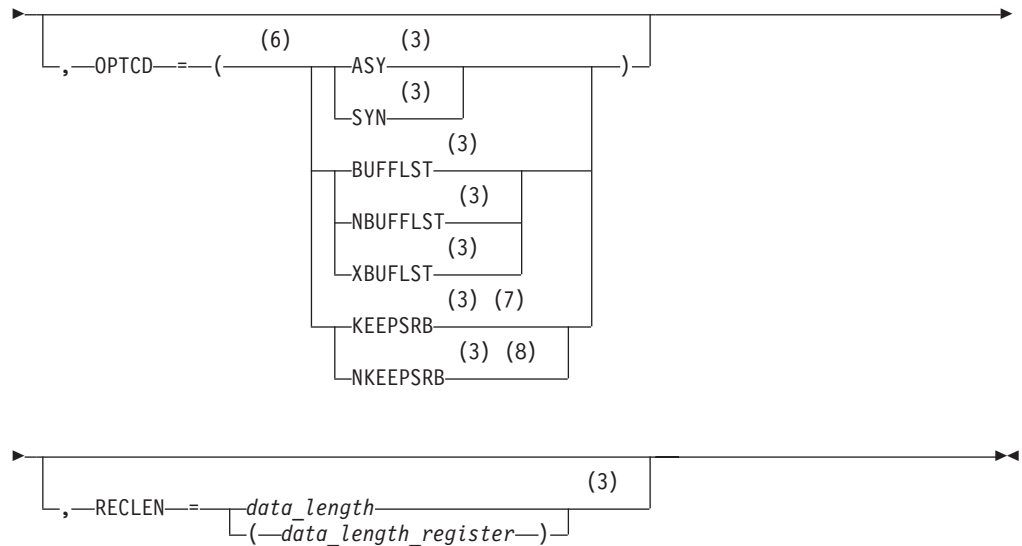 (6) (3)
, OPTCD = ( ASY )
(3)
SYN
(3)
BUFFLST
(3)
NBUFFLST
(3)
XBUFLST
(3) (7)
KEEPSRB
(3) (8)
NKEEPSRB
(3)
, RECLEN = data_length
( data_length_register )